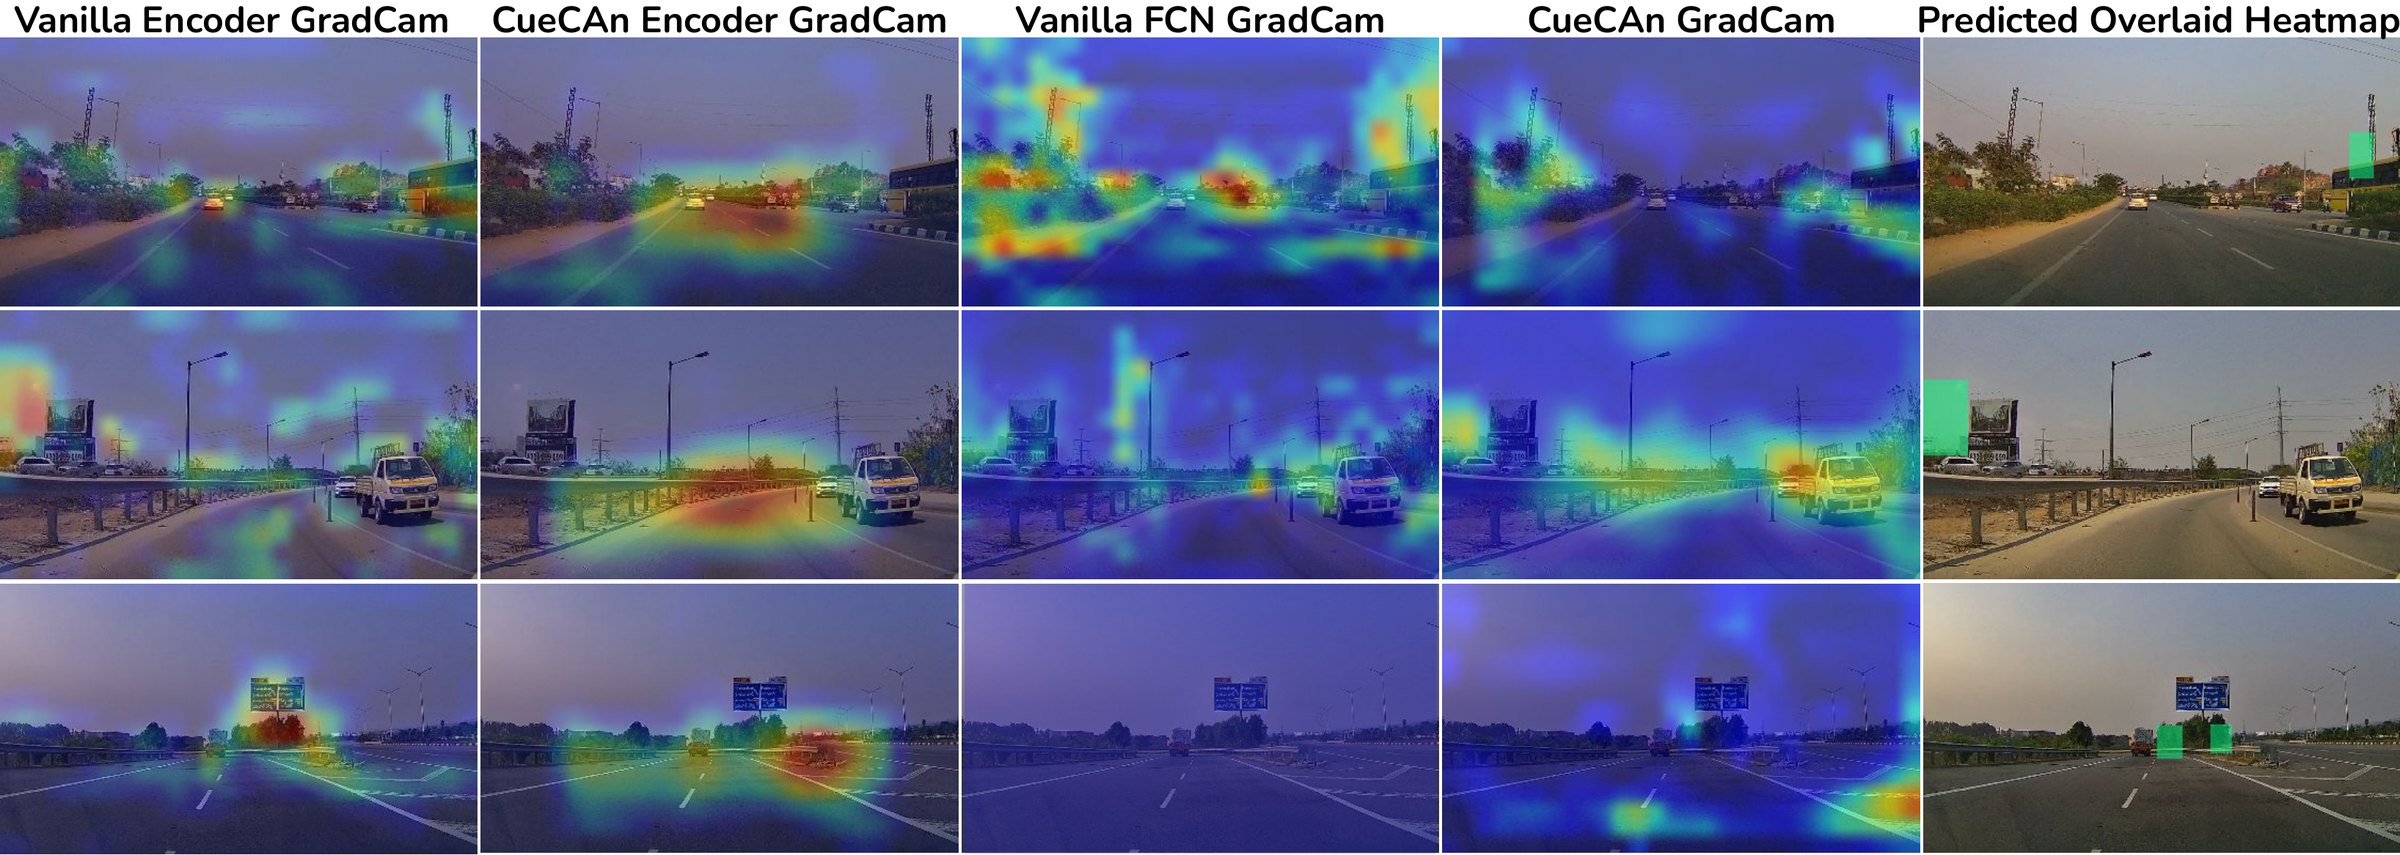 Vanilla Encoder GradCam
CueCAn Encoder GradCam
Vanilla FCN GradCam
CueCAn GradCam
Predicted Overlaid Heatmap